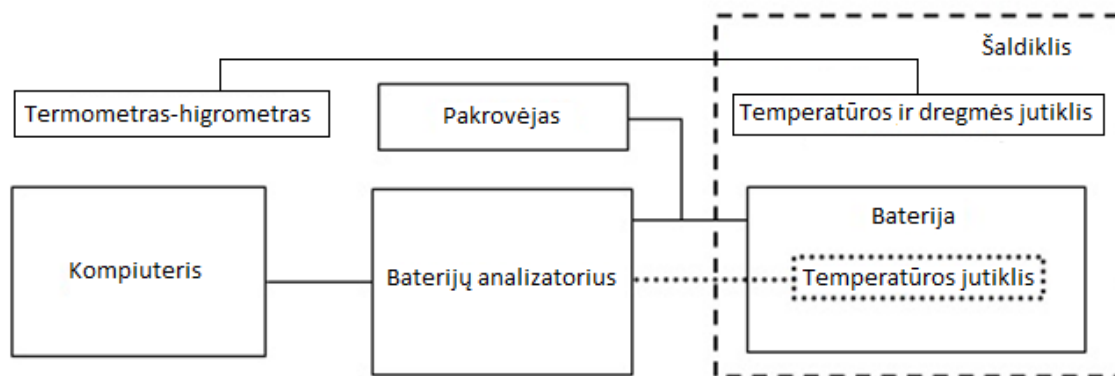 Šaldiklis
Termometras-higrometras
Pakrovėjas
Temperatūros ir dregmės jutiklis
Kompiuteris
Baterijų analizatorius
Baterija
Temperatūros jutiklis